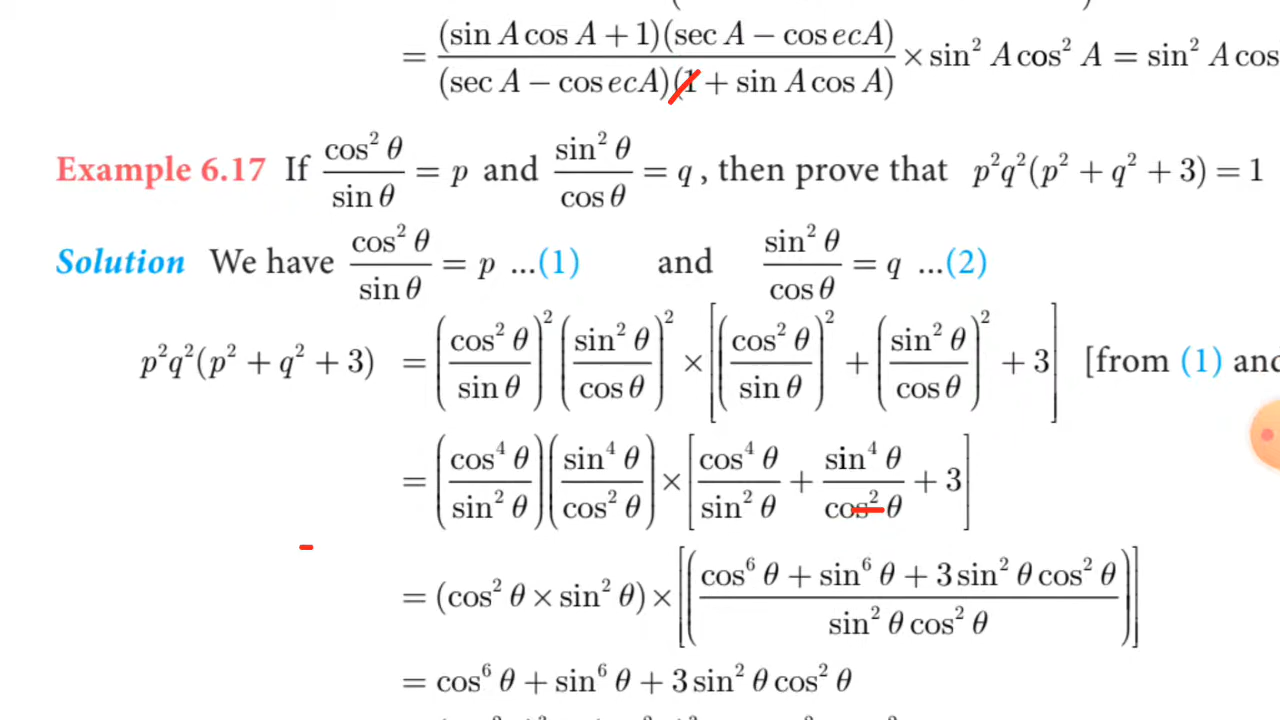 = (sin A cos A + 1)(sec A − cosecA) / (sec A − cosecA)(1 + sin A cos A) × sin² A cos² A = sin² A cos
Example 6.17 If cos² θ / sin θ = p and sin² θ / cos θ = q , then prove that p²q²(p² + q² + 3) = 1
Solution We have cos² θ / sin θ = p ...(1) and sin² θ / cos θ = q ...(2)
p²q²(p² + q² + 3) = (cos² θ / sin θ)² (sin² θ / cos θ)² × [(cos² θ / sin θ)² + (sin² θ / cos θ)² + 3] [from (1) and
= (cos⁴ θ / sin² θ)(sin⁴ θ / cos² θ) × [cos⁴ θ / sin² θ + sin⁴ θ / cos² θ + 3]
= (cos² θ × sin² θ) × [(cos⁶ θ + sin⁶ θ + 3 sin² θ cos² θ / sin² θ cos² θ)]
= cos⁶ θ + sin⁶ θ + 3 sin² θ cos² θ